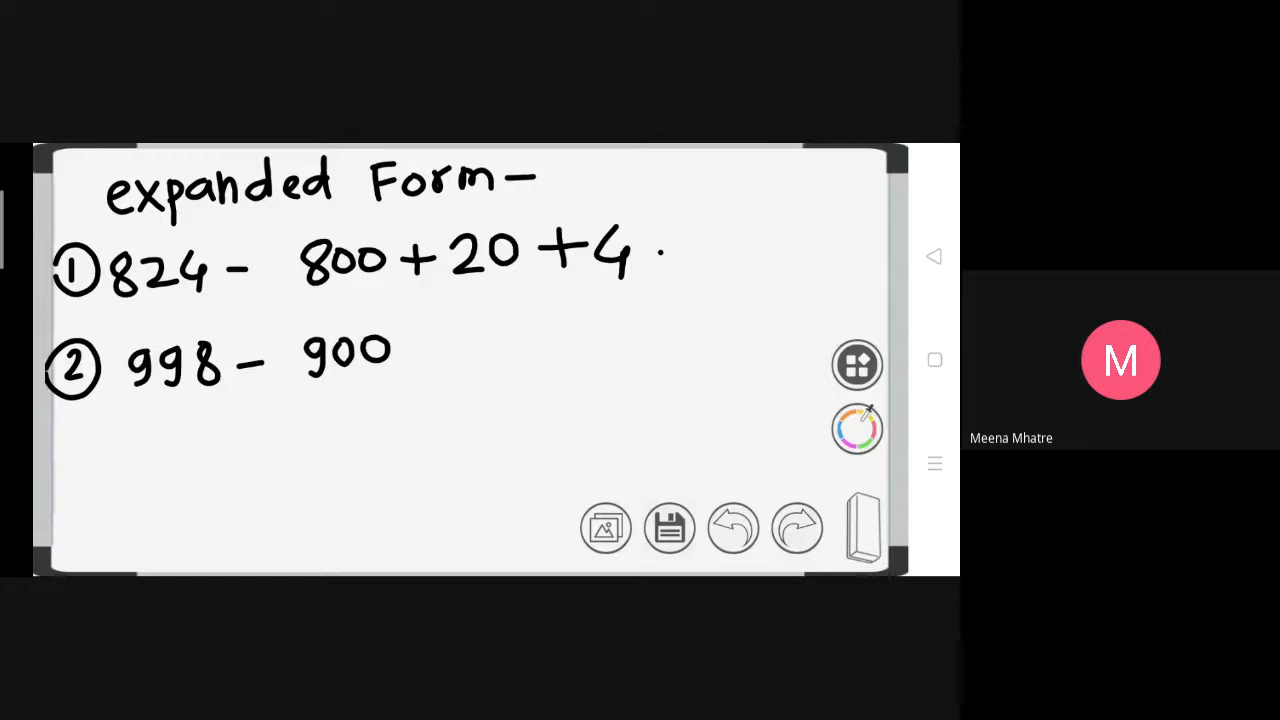 expanded Form-
① 824 - 800 + 20 + 4 .
② 998 - 900
M
Meena Mhatre